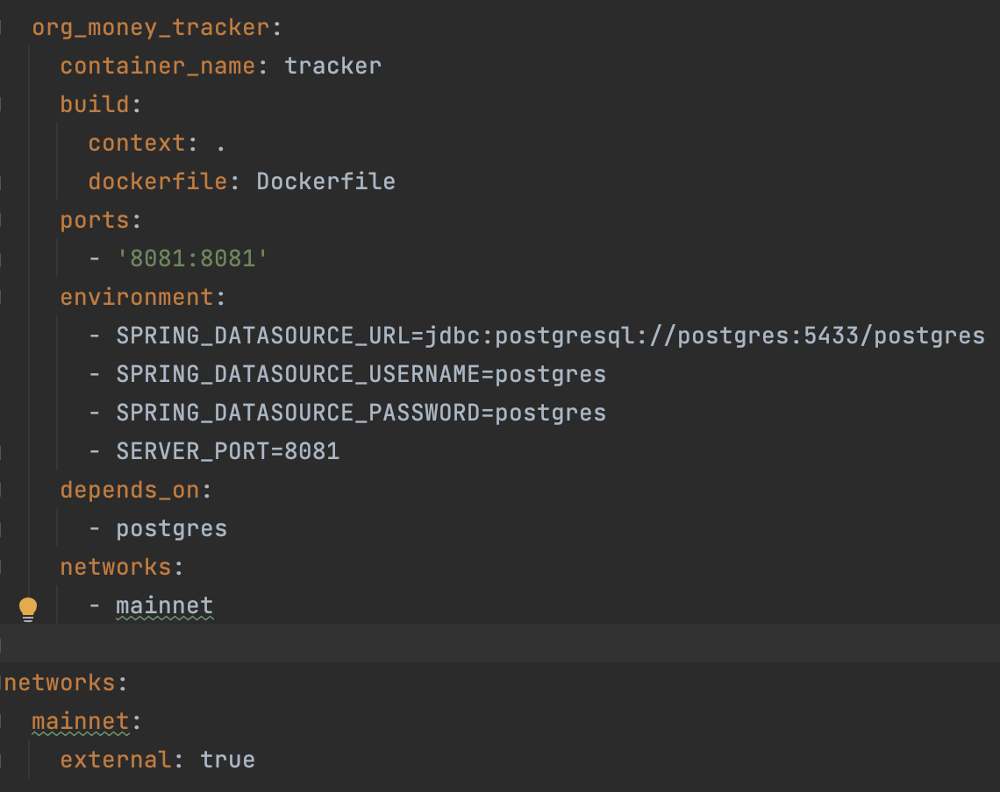 org_money_tracker:
container_name: tracker
build:
context: .
dockerfile: Dockerfile
ports:
- '8081:8081'
environment:
- SPRING_DATASOURCE_URL=jdbc:postgresql://postgres:5433/postgres
- SPRING_DATASOURCE_USERNAME=postgres
- SPRING_DATASOURCE_PASSWORD=postgres
- SERVER_PORT=8081
depends_on:
- postgres
networks:
- mainnet
networks:
mainnet:
external: true